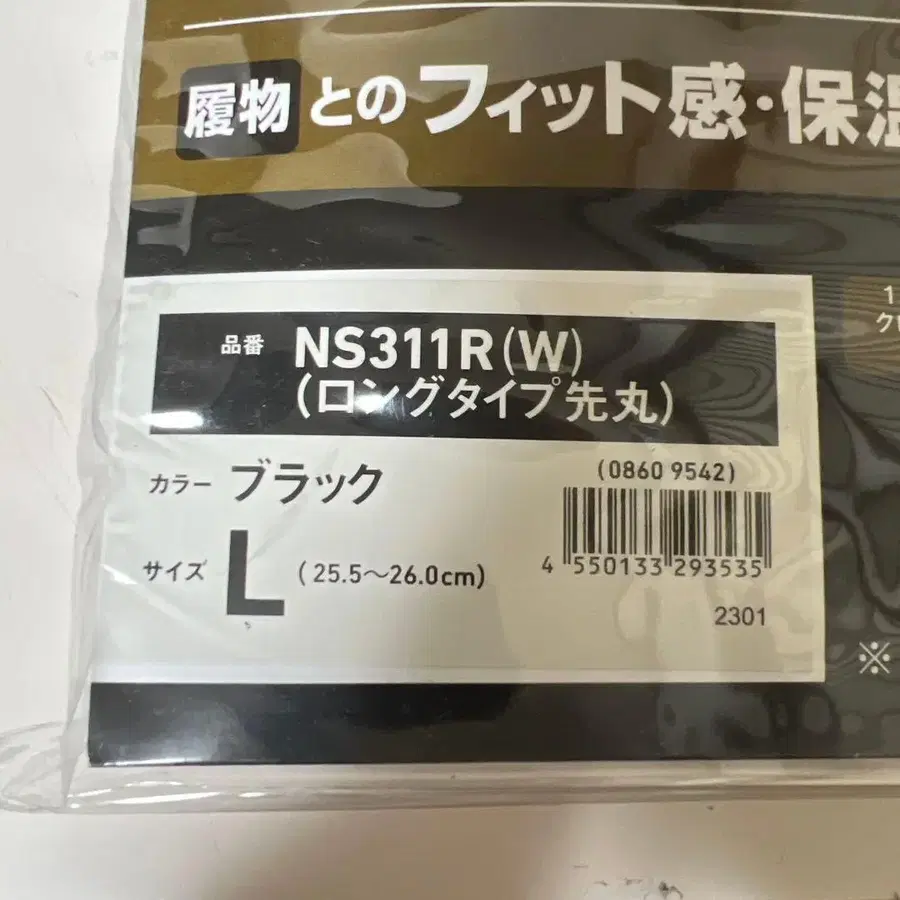 履物 とのフィット感・保温
品番 NS311R(W)
(ロングタイプ先丸)
カラー ブラック
(0860 9542)
サイズ L (25.5〜26.0cm)
4 550133 293535
2301
1
ク
※